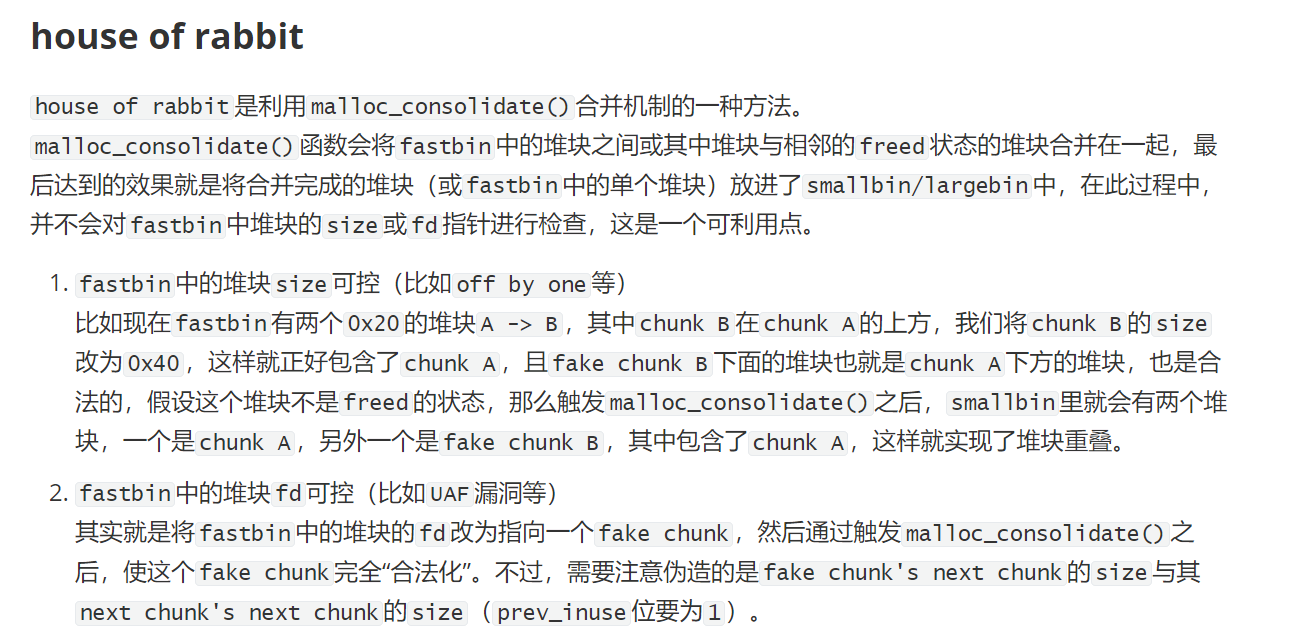 house of rabbit
house of rabbit是利用malloc_consolidate()合并机制的一种方法。
malloc_consolidate()函数会将fastbin中的堆块之间或其中堆块与相邻的freed状态的堆块合并在一起，最
后达到的效果就是将合并完成的堆块（或fastbin中的单个堆块）放进了smallbin/largebin中，在此过程中，
并不会对fastbin中堆块的size或fd指针进行检查，这是一个可利用点。
1. fastbin中的堆块size可控（比如off by one等）
比如现在fastbin有两个0x20的堆块A -> B，其中chunk B在chunk A的上方，我们将chunk B的size
改为0x40，这样就正好包含了chunk A，且fake chunk B下面的堆块也就是chunk A下方的堆块，也是合
法的，假设这个堆块不是freed的状态，那么触发malloc_consolidate()之后，smallbin里就会有两个堆
块，一个是chunk A，另外一个是fake chunk B，其中包含了chunk A，这样就实现了堆块重叠。
2. fastbin中的堆块fd可控（比如UAF漏洞等）
其实就是将fastbin中的堆块的fd改为指向一个fake chunk，然后通过触发malloc_consolidate()之
后，使这个fake chunk完全“合法化”。不过，需要注意伪造的是fake chunk's next chunk的size与其
next chunk's next chunk的size（prev_inuse位要为1）。